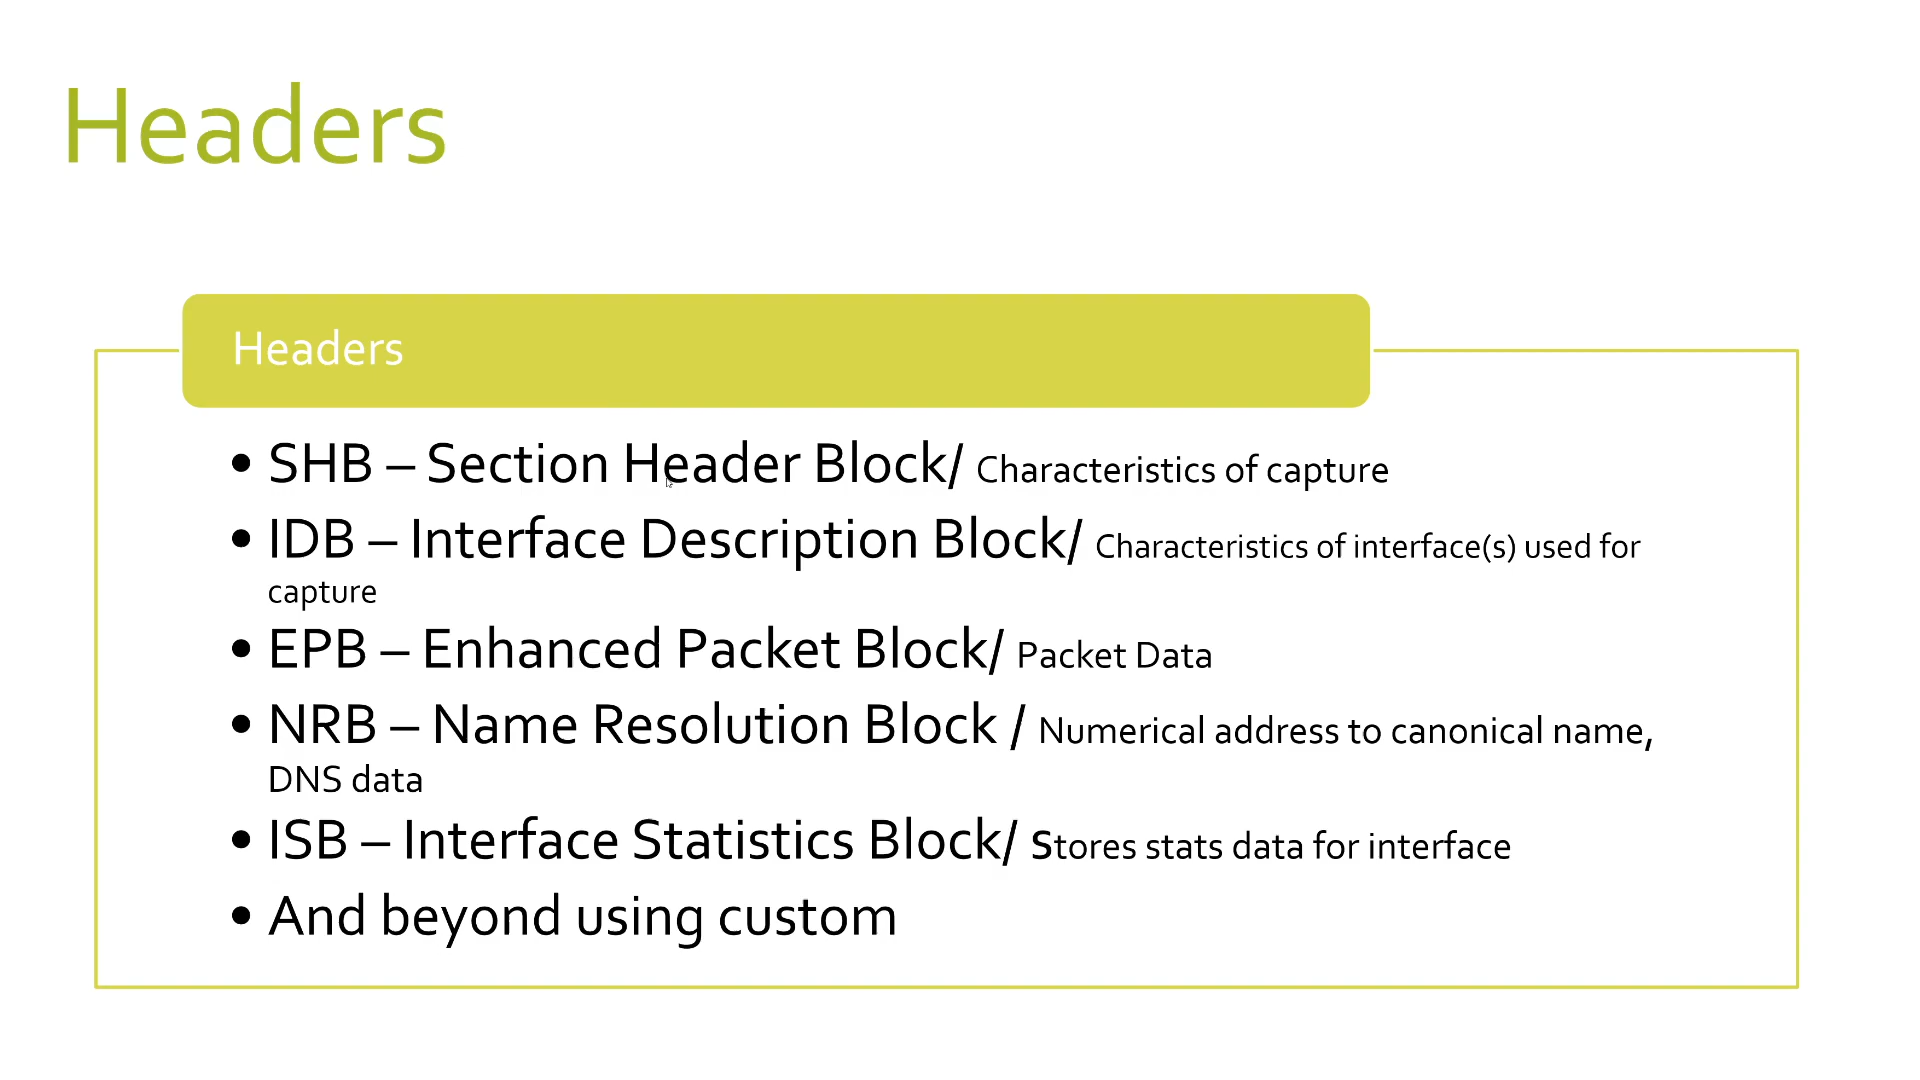 Headers
Headers
• SHB – Section Header Block/ Characteristics of capture
• IDB – Interface Description Block/ Characteristics of interface(s) used for
capture
• EPB – Enhanced Packet Block/ Packet Data
• NRB – Name Resolution Block / Numerical address to canonical name,
DNS data
• ISB – Interface Statistics Block/ Stores stats data for interface
• And beyond using custom